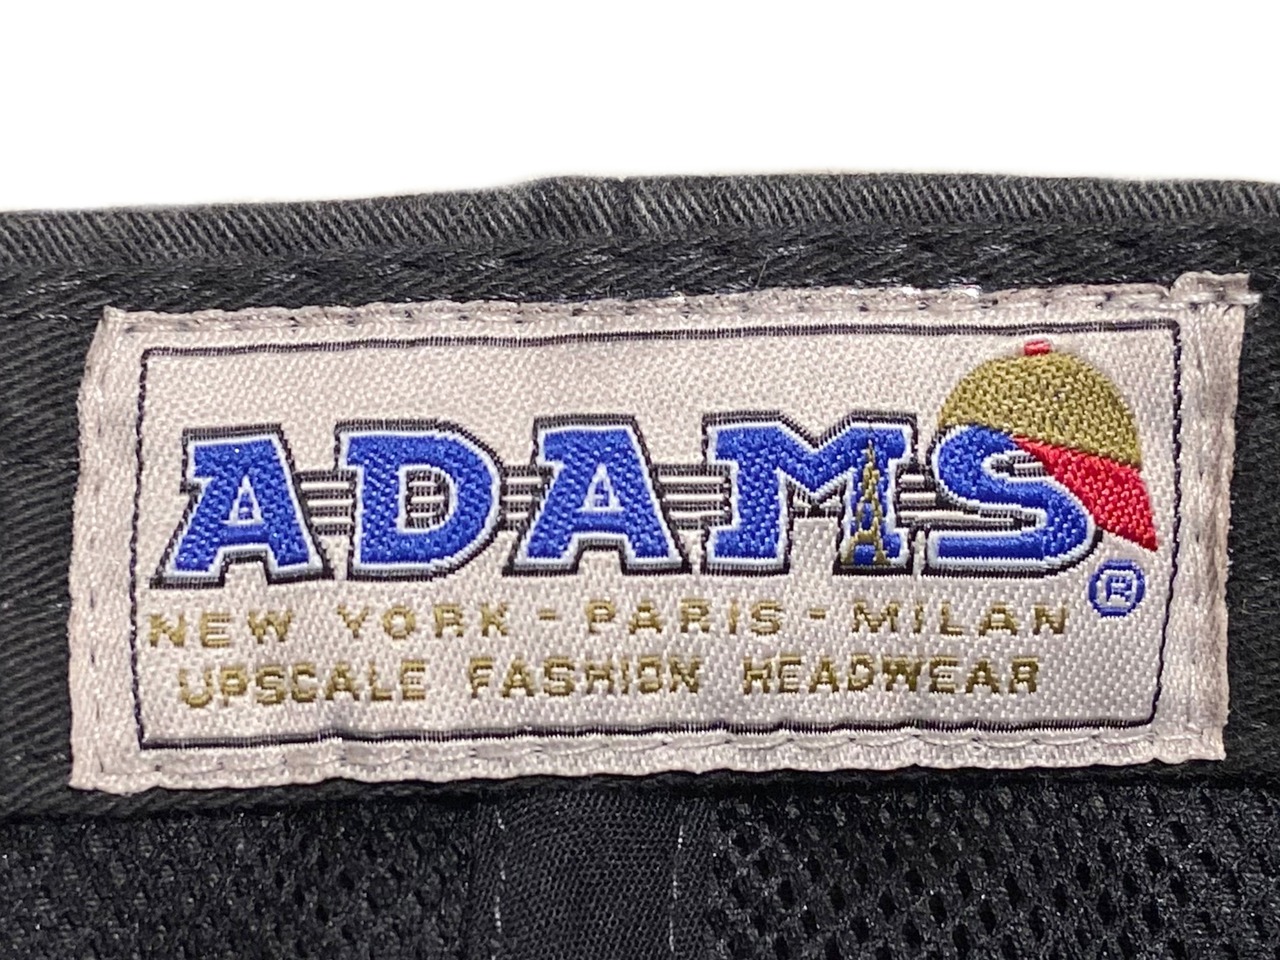 ADAMS®
NEW YORK - PARIS - MILAN
UPSCALE FASHION HEADWEAR